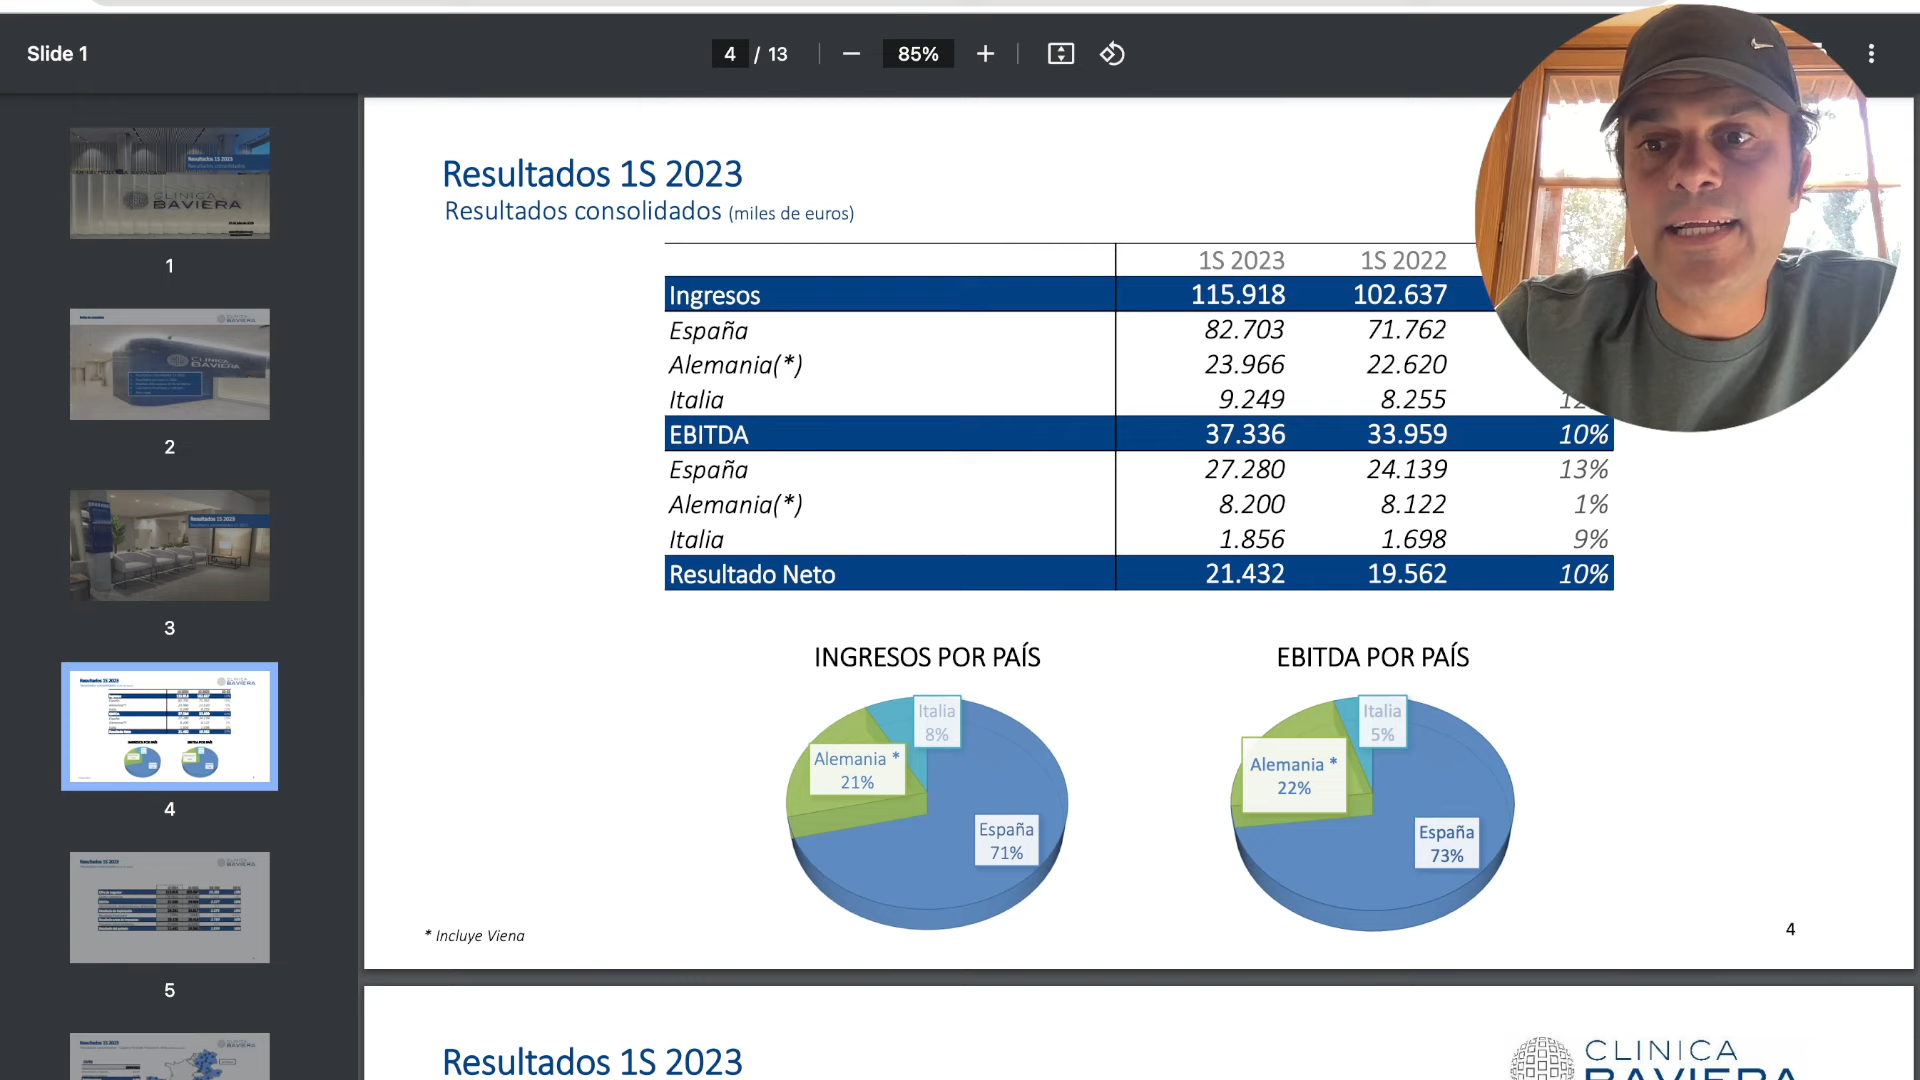 Slide 1
4 / 13
85%
CLINICA
BAVIERA
1
2
3
4
5
Resultados 1S 2023
Resultados consolidados (miles de euros)
1S 2023 1S 2022
Ingresos 115.918 102.637
España 82.703 71.762
Alemania(*) 23.966 22.620
Italia 9.249 8.255
EBITDA 37.336 33.959 10%
España 27.280 24.139 13%
Alemania(*) 8.200 8.122 1%
Italia 1.856 1.698 9%
Resultado Neto 21.432 19.562 10%
INGRESOS POR PAÍS
Italia
8%
Alemania *
21%
España
71%
EBITDA POR PAÍS
Italia
5%
Alemania *
22%
España
73%
* Incluye Viena
4
Resultados 1S 2023
CLINICA
BAVIERA